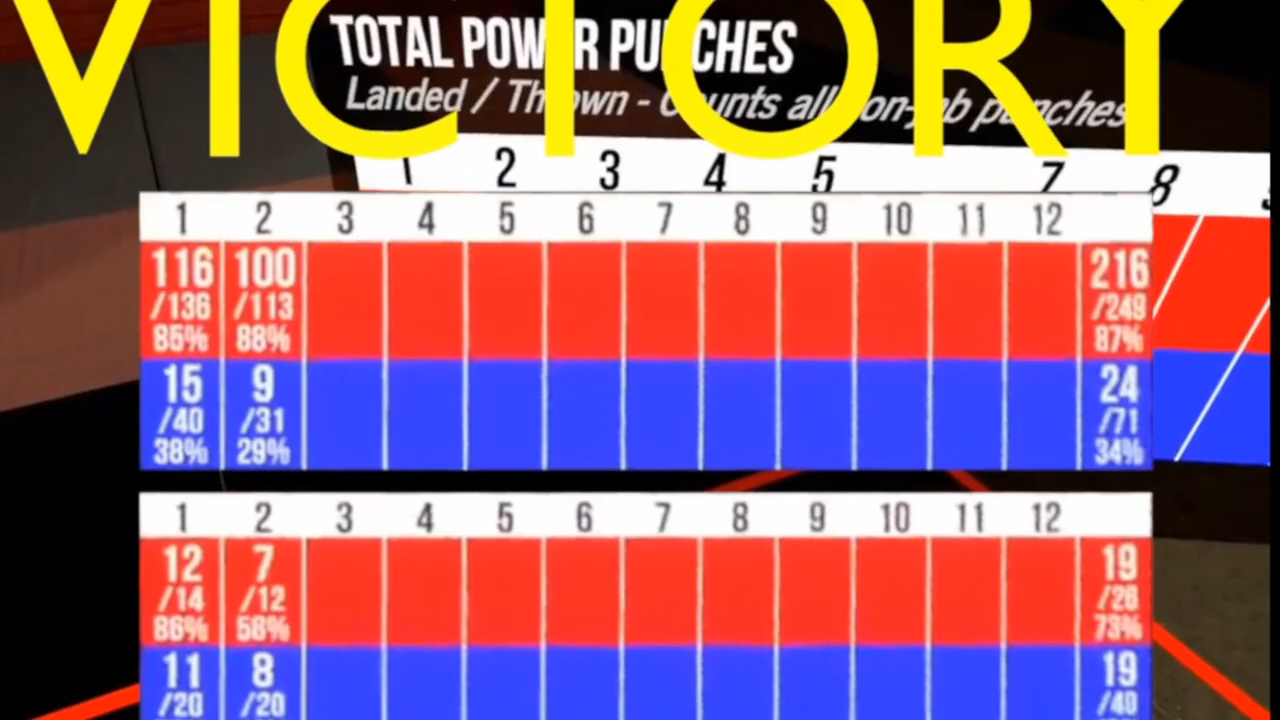 VICTORY
TOTAL POWER PUNCHES
Landed / Thrown - Counts all non-jab punches
1 2 3 4 5 7 8
1 2 3 4 5 6 7 8 9 10 11 12
116 100 216
/136 /113 /249
85% 88% 87%
15 9 24
/40 /31 /71
38% 29% 34%
1 2 3 4 5 6 7 8 9 10 11 12
12 7 19
/14 /12 /26
86% 58% 73%
11 8 19
/20 /20 /40